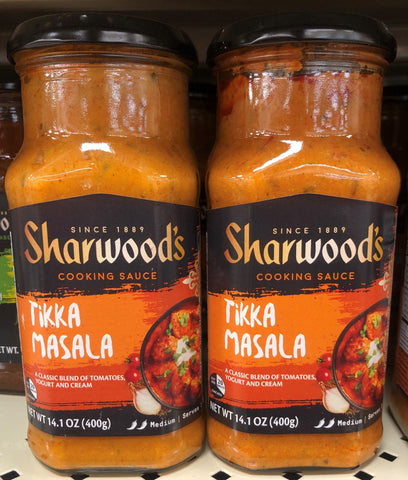 SINCE 1889
Sharwood's
COOKING SAUCE
TIKKA
MASALA
A CLASSIC BLEND OF TOMATOES,
YOGURT AND CREAM
NET WT 14.1 OZ (400g)
Medium | Serves
SINCE 1889
Sharwood's
COOKING SAUCE
TIKKA
MASALA
A CLASSIC BLEND OF TOMATOES,
YOGURT AND CREAM
NET WT 14.1 OZ (400g)
Medium | Serves